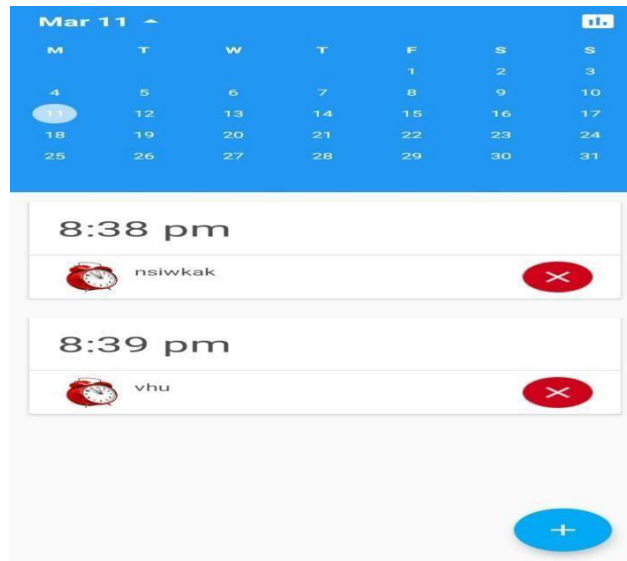 Mar 11
M T W T F S S
1 2 3
4 5 6 7 8 9 10
11 12 13 14 15 16 17
18 19 20 21 22 23 24
25 26 27 28 29 30 31
8:38 pm
nsiwkak
8:39 pm
vhu